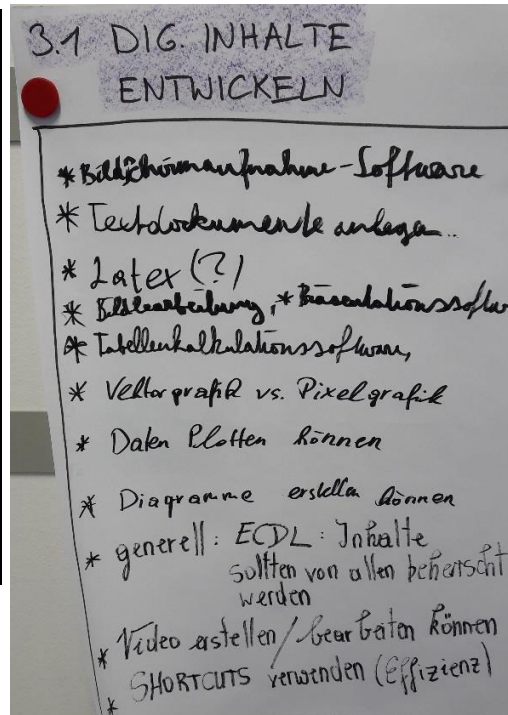 3.1 DIG. INHALTE
ENTWICKELN
* Bildschirmaufnahme-Software
* Textdokumente anlegen..
* Latex (?)
* Bildbearbeitung, * Präsentationssoftw
* Tabellenkalkulationssoftware,
* Vektorgrafik vs. Pixelgrafik
* Daten Plotten können
* Diagramme erstellen können
* generell: ECDL: Inhalte
sollten von allen beherrscht
werden
* Video erstellen/bearbeiten können
* SHORTCUTS verwenden (Effizienz)
*